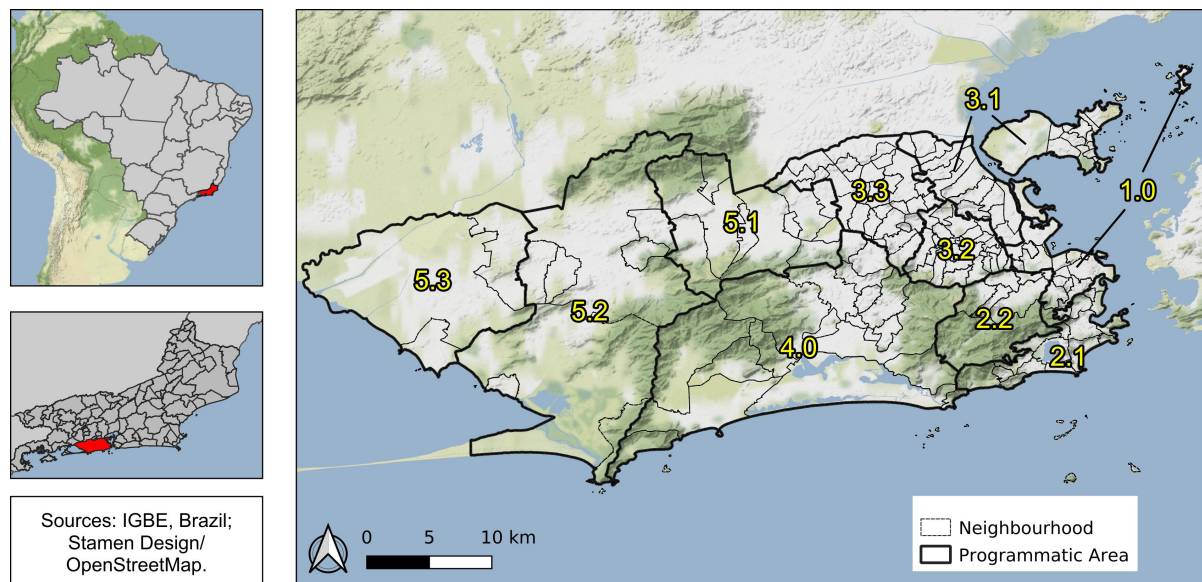 3.1
1.0
3.3
5.1
3.2
5.3
5.2
2.2
4.0
2.1
Sources: IGBE, Brazil;
Stamen Design/
OpenStreetMap.
0 5 10 km
Neighbourhood
Programmatic Area